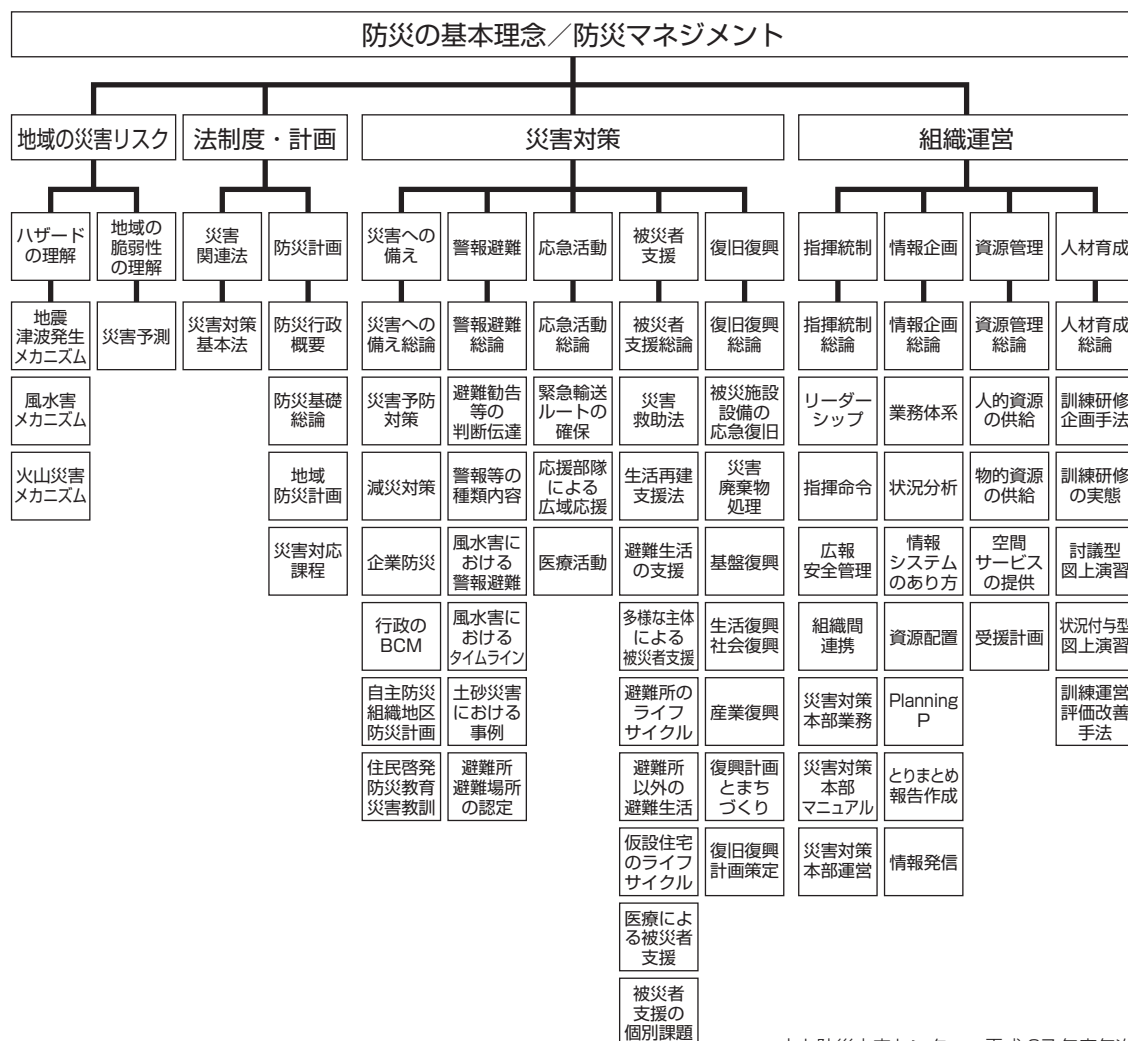 防災の基本理念／防災マネジメント
地域の災害リスク
法制度・計画
災害対策
組織運営
ハザード
の理解
地域の
脆弱性
の理解
災害
関連法
防災計画
災害への
備え
警報避難
応急活動
被災者
支援
復旧復興
指揮統制
情報企画
資源管理
人材育成
地震
津波発生
メカニズム
災害予測
災害対策
基本法
防災行政
概要
災害への
備え総論
警報避難
総論
応急活動
総論
被災者
支援総論
復旧復興
総論
指揮統制
総論
情報企画
総論
資源管理
総論
人材育成
総論
風水害
メカニズム
防災基礎
総論
災害予防
対策
避難勧告
等の
判断伝達
緊急輸送
ルートの
確保
災害
救助法
被災施設
設備の
応急復旧
リーダー
シップ
業務体系
人的資源
の供給
訓練研修
企画手法
火山災害
メカニズム
地域
防災計画
減災対策
警報等の
種類内容
応援部隊
による
広域応援
生活再建
支援法
災害
廃棄物
処理
指揮命令
状況分析
物的資源
の供給
訓練研修
の実態
災害対応
課程
企業防災
風水害に
おける
警報避難
医療活動
避難生活
の支援
基盤復興
広報
安全管理
情報
システム
のあり方
空間
サービス
の提供
討議型
図上演習
行政の
BCM
風水害に
おける
タイムライン
多様な主体
による
被災者支援
生活復興
社会復興
組織間
連携
資源配置
受援計画
状況付与型
図上演習
自主防災
組織地区
防災計画
土砂災害
における
事例
避難所の
ライフ
サイクル
産業復興
災害対策
本部業務
Planning
P
訓練運営
評価改善
手法
住民啓発
防災教育
災害教訓
避難所
避難場所
の認定
避難所
以外の
避難生活
復興計画
とまち
づくり
災害対策
本部
マニュアル
とりまとめ
報告作成
仮設住宅
のライフ
サイクル
復旧復興
計画策定
災害対策
本部運営
情報発信
医療によ
る被災者
支援
被災者
支援の
個別課題